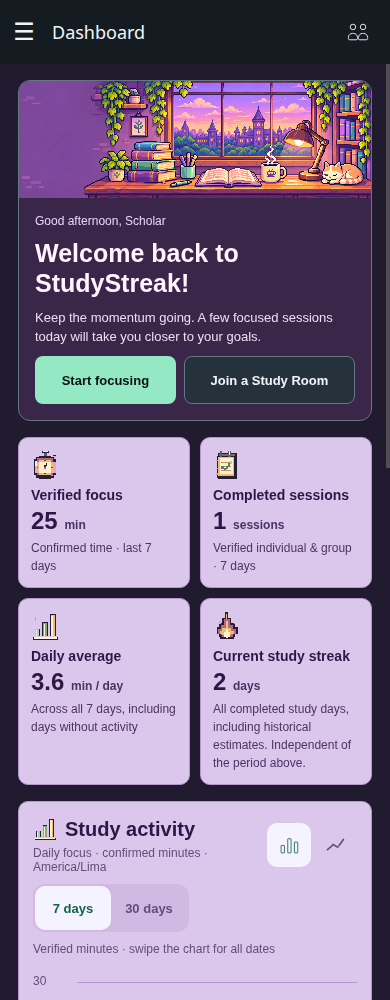 Dashboard
Good afternoon, Scholar
Welcome back to
StudyStreak!
Keep the momentum going. A few focused sessions
today will take you closer to your goals.
Start focusing
Join a Study Room
Verified focus
25 min
Confirmed time · last 7
days
Completed sessions
1 sessions
Verified individual & group
· 7 days
Daily average
3.6 min / day
Across all 7 days, including
days without activity
Current study streak
2 days
All completed study days,
including historical
estimates. Independent of
the period above.
Study activity
Daily focus · confirmed minutes ·
America/Lima
7 days
30 days
Verified minutes · swipe the chart for all dates
30